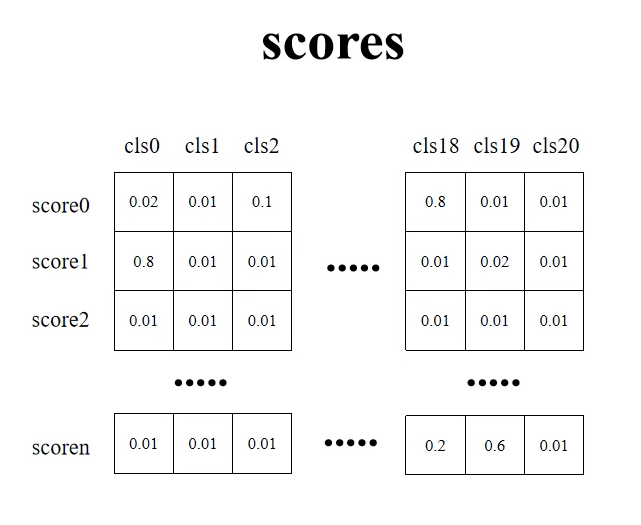 scores
cls0 cls1 cls2 cls18 cls19 cls20
score0 0.02 0.01 0.1 0.8 0.01 0.01
score1 0.8 0.01 0.01 ..... 0.01 0.02 0.01
score2 0.01 0.01 0.01 0.01 0.01 0.01
..... .....
scoren 0.01 0.01 0.01 ..... 0.2 0.6 0.01